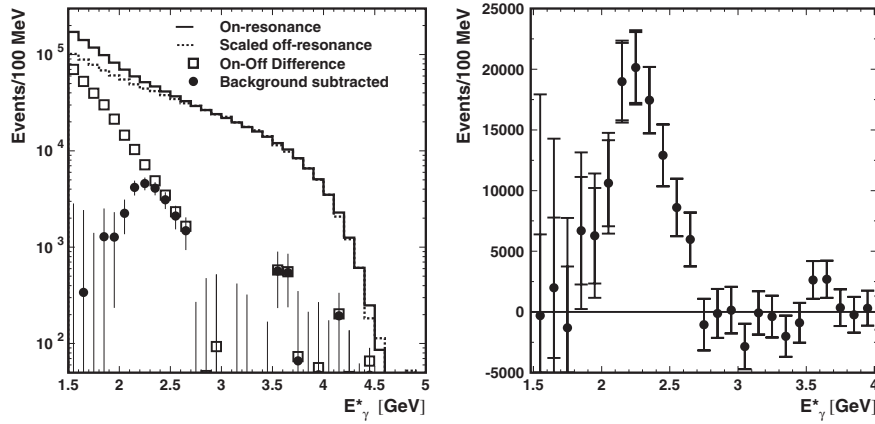 Events/100 MeV
10^5
10^4
10^3
10^2
On-resonance
Scaled off-resonance
On-Off Difference
Background subtracted
1.5 2 2.5 3 3.5 4 4.5 5
E*γ [GeV]
Events/100 MeV
25000
20000
15000
10000
5000
0
-5000
1.5 2 2.5 3 3.5 4
E*γ [GeV]